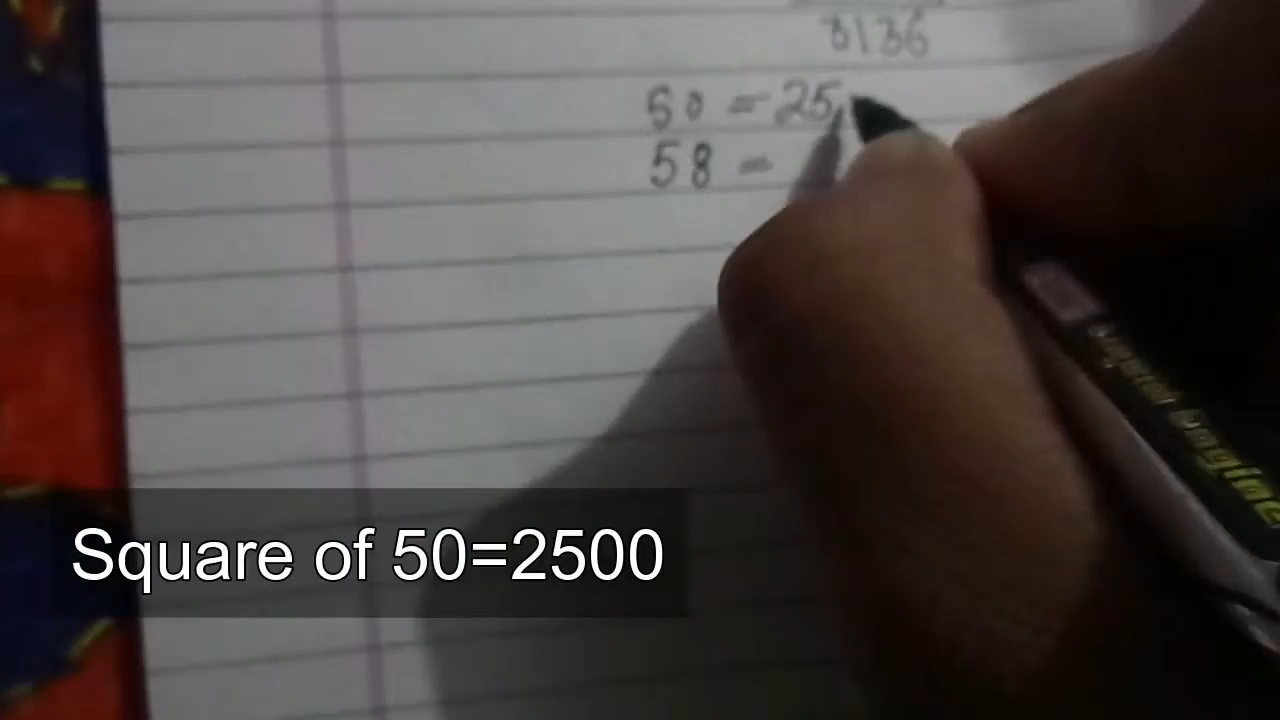 3136
50 = 25
58 =
Square of 50=2500